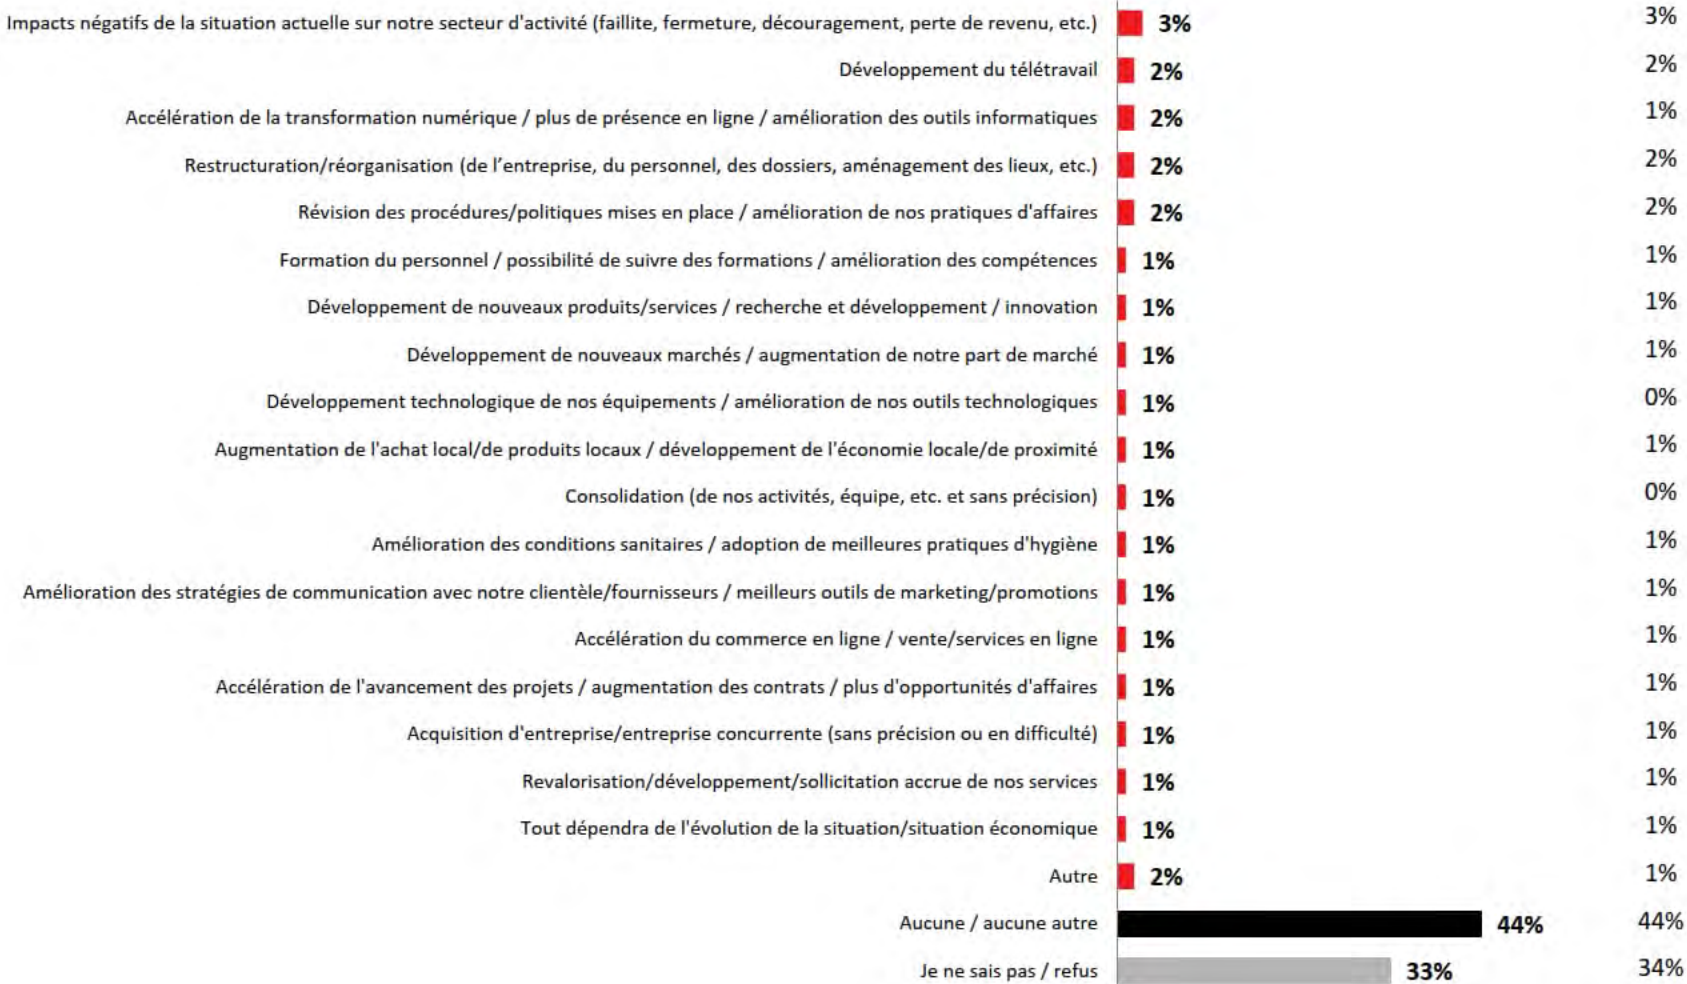 Impacts négatifs de la situation actuelle sur notre secteur d'activité (faillite, fermeture, découragement, perte de revenu, etc.) 3% 3%
Développement du télétravail 2% 2%
Accélération de la transformation numérique / plus de présence en ligne / amélioration des outils informatiques 2% 1%
Restructuration/réorganisation (de l’entreprise, du personnel, des dossiers, aménagement des lieux, etc.) 2% 2%
Révision des procédures/politiques mises en place / amélioration de nos pratiques d'affaires 2% 2%
Formation du personnel / possibilité de suivre des formations / amélioration des compétences 1% 1%
Développement de nouveaux produits/services / recherche et développement / innovation 1% 1%
Développement de nouveaux marchés / augmentation de notre part de marché 1% 1%
Développement technologique de nos équipements / amélioration de nos outils technologiques 1% 0%
Augmentation de l'achat local/de produits locaux / développement de l'économie locale/de proximité 1% 1%
Consolidation (de nos activités, équipe, etc. et sans précision) 1% 0%
Amélioration des conditions sanitaires / adoption de meilleures pratiques d'hygiène 1% 1%
Amélioration des stratégies de communication avec notre clientèle/fournisseurs / meilleurs outils de marketing/promotions 1% 1%
Accélération du commerce en ligne / vente/services en ligne 1% 1%
Accélération de l'avancement des projets / augmentation des contrats / plus d'opportunités d'affaires 1% 1%
Acquisition d'entreprise/entreprise concurrente (sans précision ou en difficulté) 1% 1%
Revalorisation/développement/sollicitation accrue de nos services 1% 1%
Tout dépendra de l'évolution de la situation/situation économique 1% 1%
Autre 2% 1%
Aucune / aucune autre 44% 44%
Je ne sais pas / refus 33% 34%